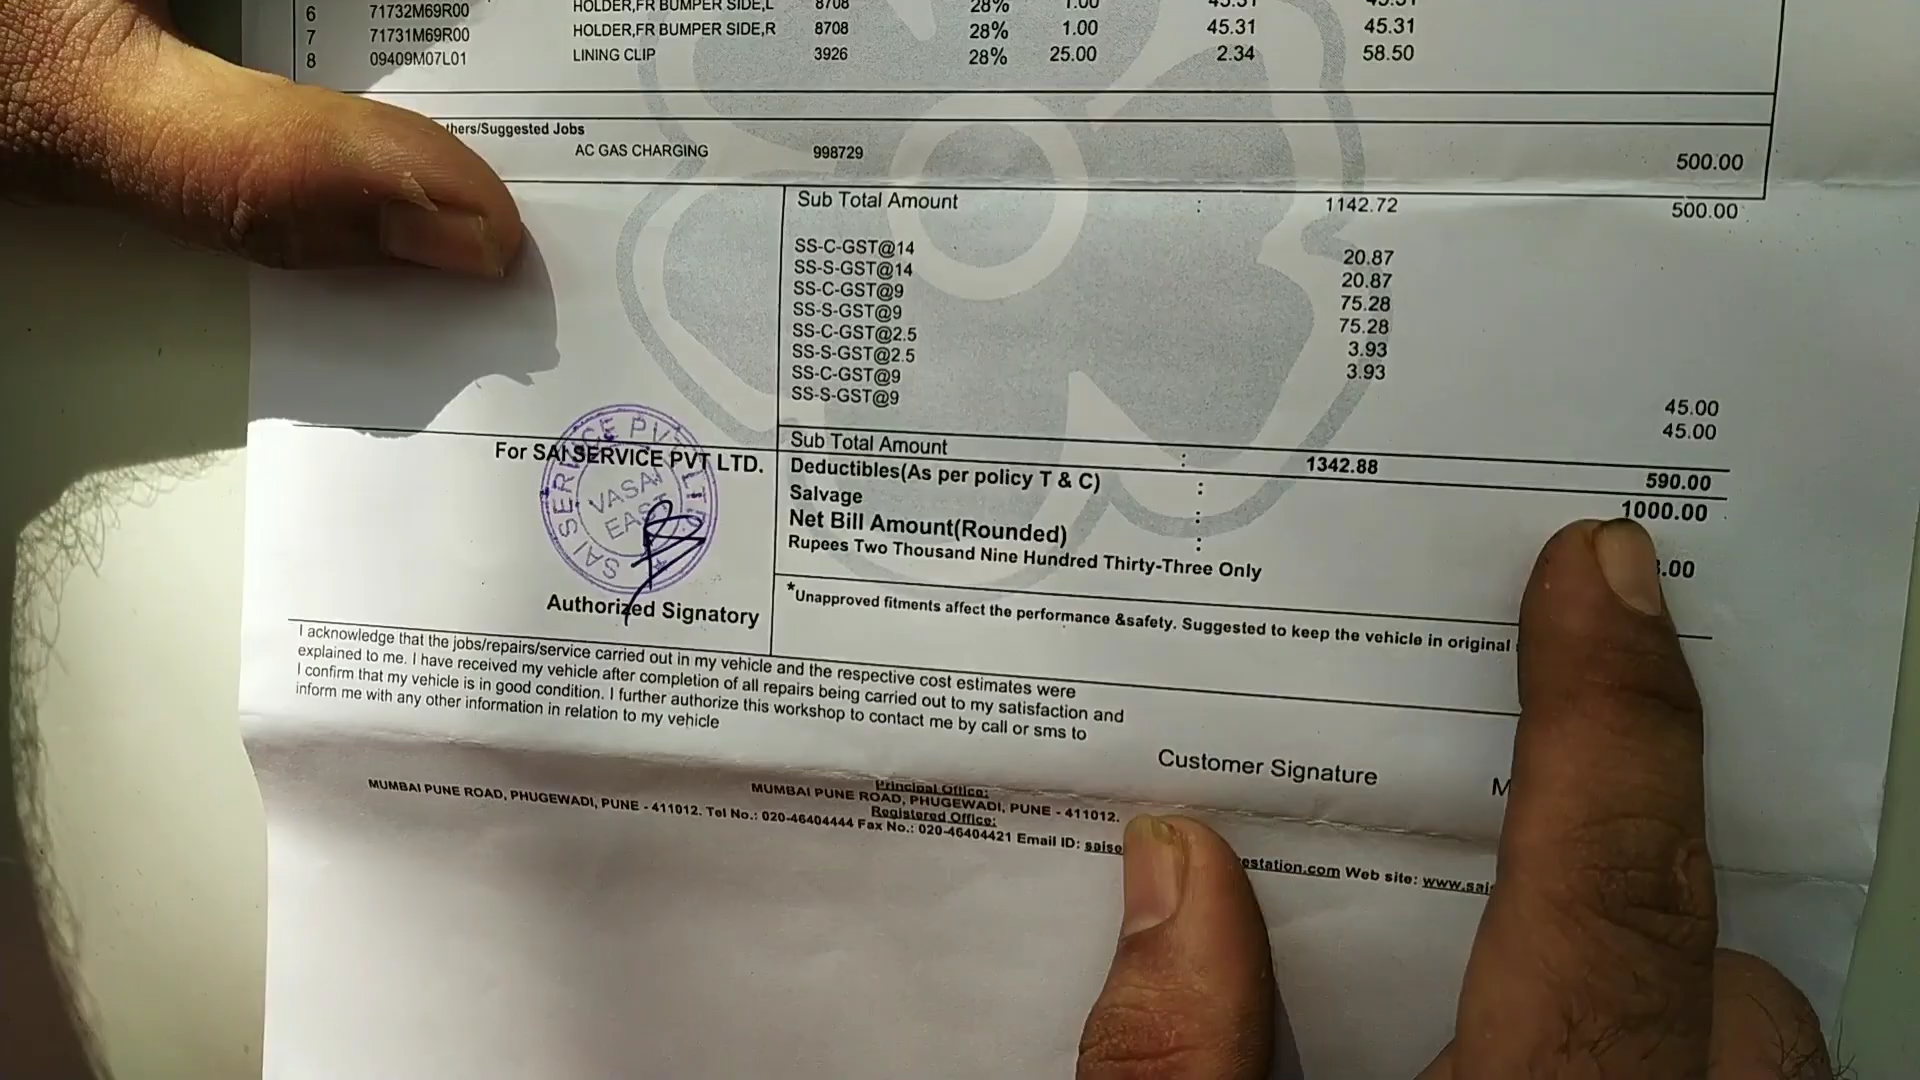 6 71732M69R00 HOLDER,FR BUMPER SIDE,L 8708 28% 1.00 45.31 45.31
7 71731M69R00 HOLDER,FR BUMPER SIDE,R 8708 28% 1.00 45.31 45.31
8 09409M07L01 LINING CLIP 3926 28% 25.00 2.34 58.50
thers/Suggested Jobs
AC GAS CHARGING 998729 500.00
Sub Total Amount : 1142.72 500.00
SS-C-GST@14 20.87
SS-S-GST@14 20.87
SS-C-GST@9 75.28
SS-S-GST@9 75.28
SS-C-GST@2.5 3.93
SS-S-GST@2.5 3.93
SS-C-GST@9 45.00
SS-S-GST@9 45.00
Sub Total Amount : 1342.88 590.00
Deductibles(As per policy T & C) : 1000.00
Salvage :
Net Bill Amount(Rounded) : .00
Rupees Two Thousand Nine Hundred Thirty-Three Only
*Unapproved fitments affect the performance &safety. Suggested to keep the vehicle in original
For SAI SERVICE PVT LTD.
SAI SERVICE PVT LTD
VASAI
EAST
Authorized Signatory
I acknowledge that the jobs/repairs/service carried out in my vehicle and the respective cost estimates were
explained to me. I have received my vehicle after completion of all repairs being carried out to my satisfaction and
I confirm that my vehicle is in good condition. I further authorize this workshop to contact me by call or sms to
inform me with any other information in relation to my vehicle
Customer Signature M
Principal Office:
MUMBAI PUNE ROAD, PHUGEWADI, PUNE - 411012.
Registered Office:
MUMBAI PUNE ROAD, PHUGEWADI, PUNE - 411012. Tel No.: 020-46404444 Fax No.: 020-46404421 Email ID: saise estation.com Web site: www.sai